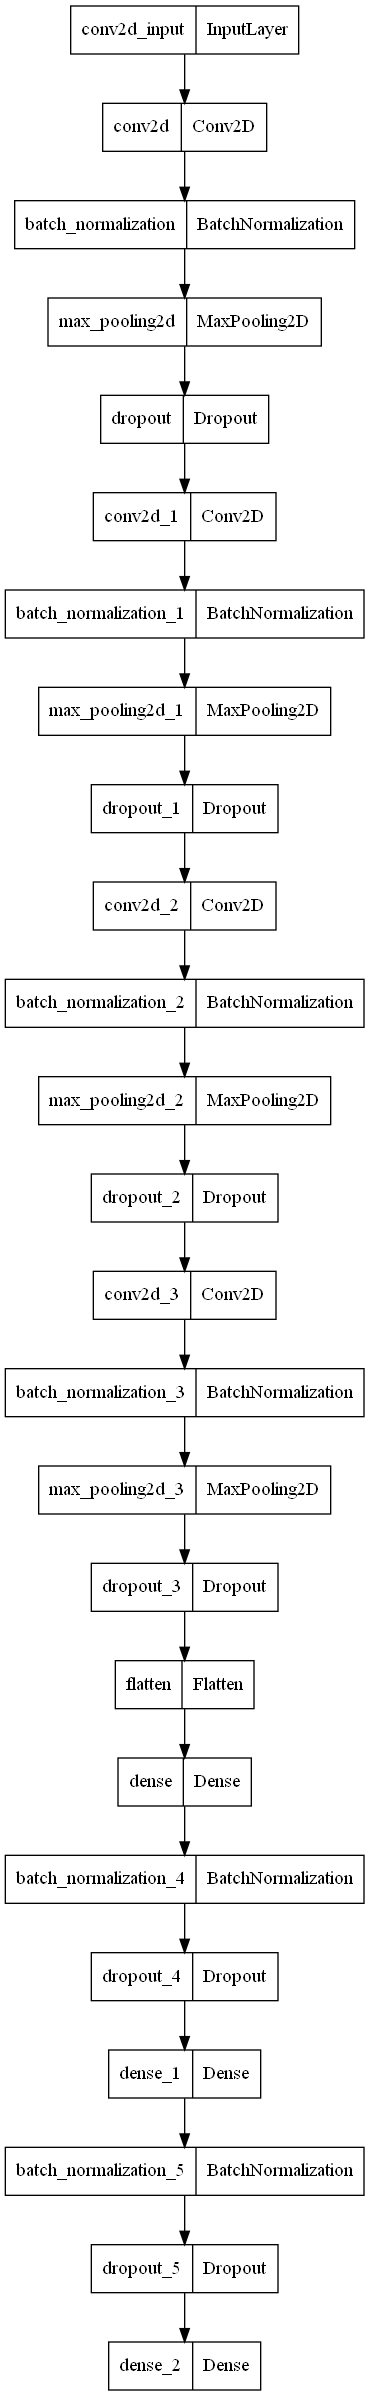 conv2d_input InputLayer
conv2d Conv2D
batch_normalization BatchNormalization
max_pooling2d MaxPooling2D
dropout Dropout
conv2d_1 Conv2D
batch_normalization_1 BatchNormalization
max_pooling2d_1 MaxPooling2D
dropout_1 Dropout
conv2d_2 Conv2D
batch_normalization_2 BatchNormalization
max_pooling2d_2 MaxPooling2D
dropout_2 Dropout
conv2d_3 Conv2D
batch_normalization_3 BatchNormalization
max_pooling2d_3 MaxPooling2D
dropout_3 Dropout
flatten Flatten
dense Dense
batch_normalization_4 BatchNormalization
dropout_4 Dropout
dense_1 Dense
batch_normalization_5 BatchNormalization
dropout_5 Dropout
dense_2 Dense